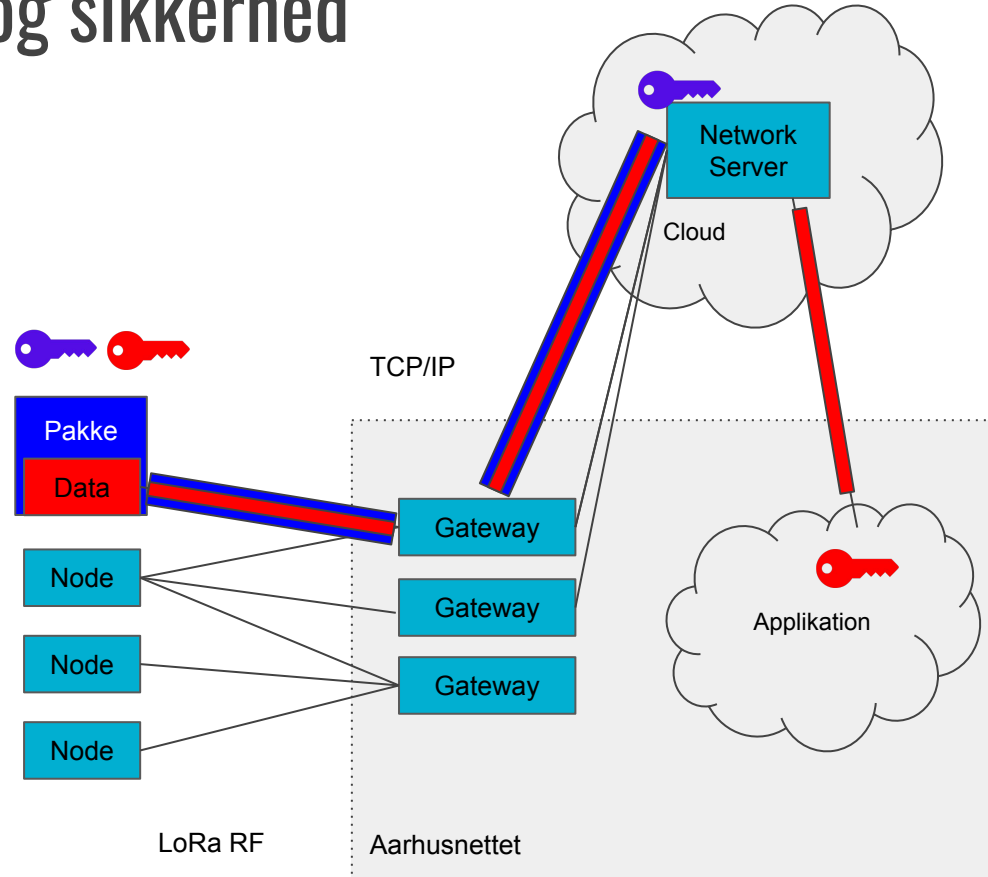 og sikkerhed
Network
Server
Cloud
TCP/IP
Pakke
Data
Gateway
Node
Gateway
Applikation
Node
Gateway
Node
LoRa RF
Aarhusnettet